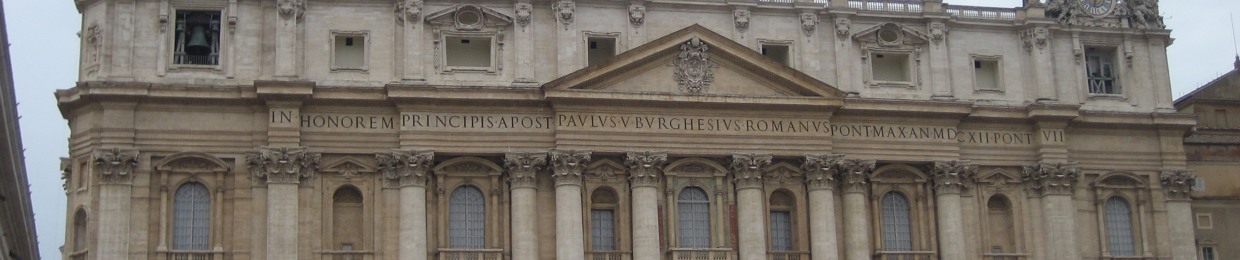 IN HONOREM PRINCIPIS·APOST PAVLVS·V·BVRGHESIVS·ROMANVS PONT·MAX·AN·MDCXII·PONT VII